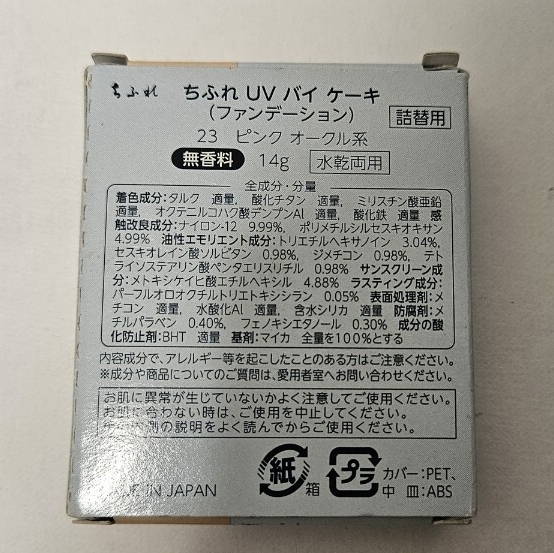 ちふれ ちふれ UV バイ ケーキ
(ファンデーション) 詰替用
23 ピンク オークル系
無香料 14g 水乾両用
全成分・分量
着色成分:タルク 適量, 酸化チタン 適量, ミリスチン酸亜鉛
適量, オクテニルコハク酸デンプンAl 適量, 酸化鉄 適量 感
触改良成分:ナイロン-12 9.99%, ポリメチルシルセスキオキサン
4.99% 油性エモリエント成分:トリエチルヘキサノイン 3.04%,
セスキオレイン酸ソルビタン 0.98%, ジメチコン 0.98%, テト
ライソステアリン酸ペンタエリスリチル 0.98% サンスクリーン成
分:メトキシケイヒ酸エチルヘキシル 4.88% ラスティング成分:
パーフルオロオクチルトリエトキシシラン 0.05% 表面処理剤:メ
チコン 適量, 水酸化Al 適量, 含水シリカ 適量 防腐剤:メ
チルパラベン 0.40%, フェノキシエタノール 0.30% 成分の酸
化防止剤:BHT 適量 基剤:マイカ 全量を100%とする
内容成分で、アレルギー等を起こしたことのある方はご注意ください。
※成分や商品についてのご質問は、愛用者室へお問い合わせください。
お肌に異常が生じていないかよく注意してご使用ください。
お肌に合わない時は、ご使用を中止してください。
の内側の説明をよく読んでからご使用ください。
IN JAPAN 紙 箱 プラ カバー:PET、
中 皿:ABS